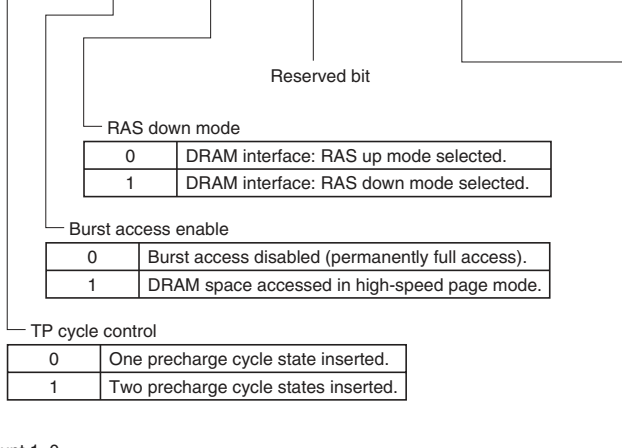 Reserved bit
RAS down mode
0 DRAM interface: RAS up mode selected.
1 DRAM interface: RAS down mode selected.
Burst access enable
0 Burst access disabled (permanently full access).
1 DRAM space accessed in high-speed page mode.
TP cycle control
0 One precharge cycle state inserted.
1 Two precharge cycle states inserted.